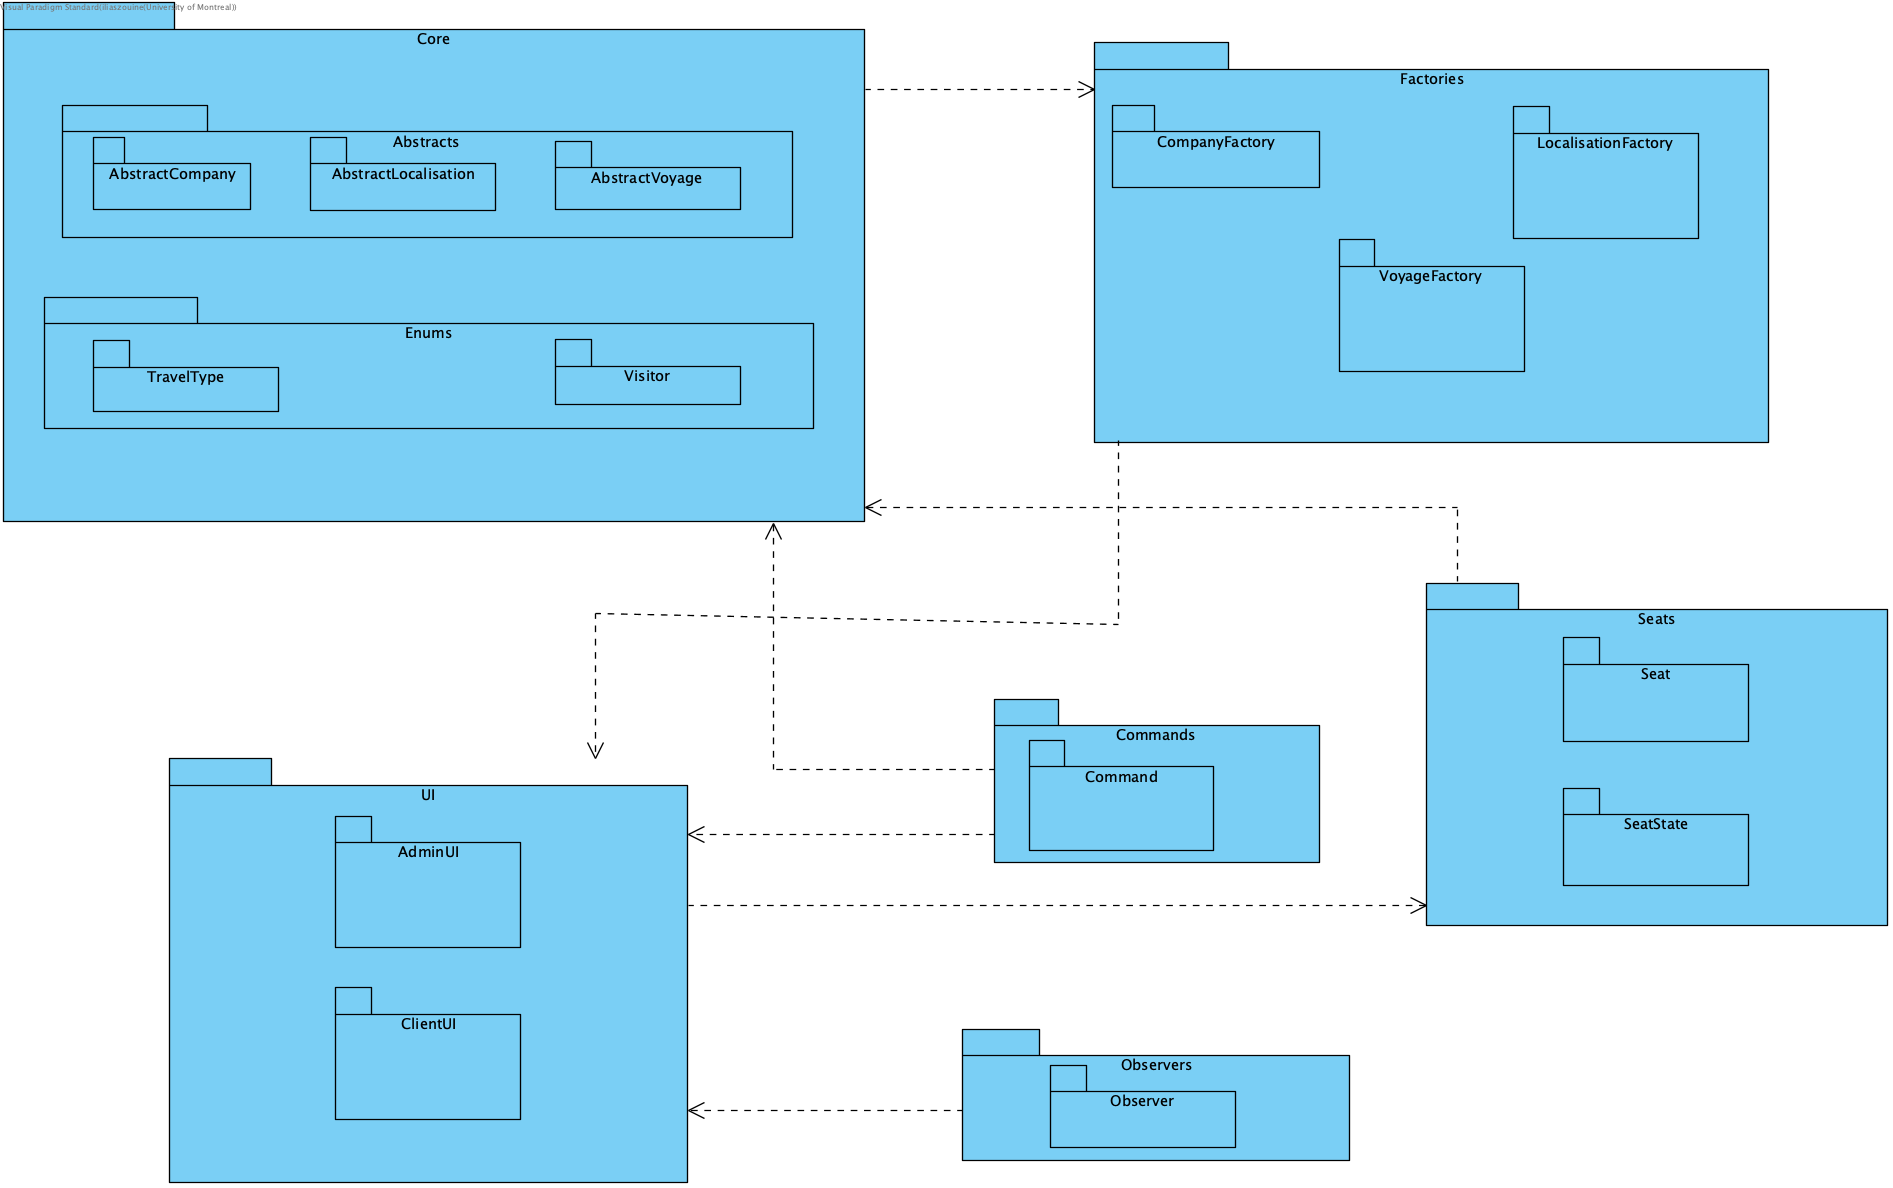 Visual Paradigm Standard(iliaszouine(University of Montreal))
Core
Abstracts
AbstractCompany
AbstractLocalisation
AbstractVoyage
Enums
TravelType
Visitor
Factories
CompanyFactory
LocalisationFactory
VoyageFactory
Seats
Seat
SeatState
Commands
Command
UI
AdminUI
ClientUI
Observers
Observer